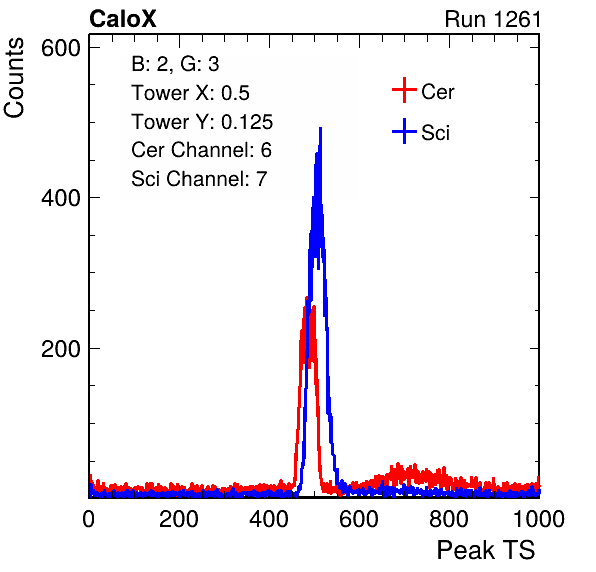 CaloX
Run 1261
Counts
600
400
200
B: 2, G: 3
Tower X: 0.5
Tower Y: 0.125
Cer Channel: 6
Sci Channel: 7
Cer
Sci
0 200 400 600 800 1000
Peak TS